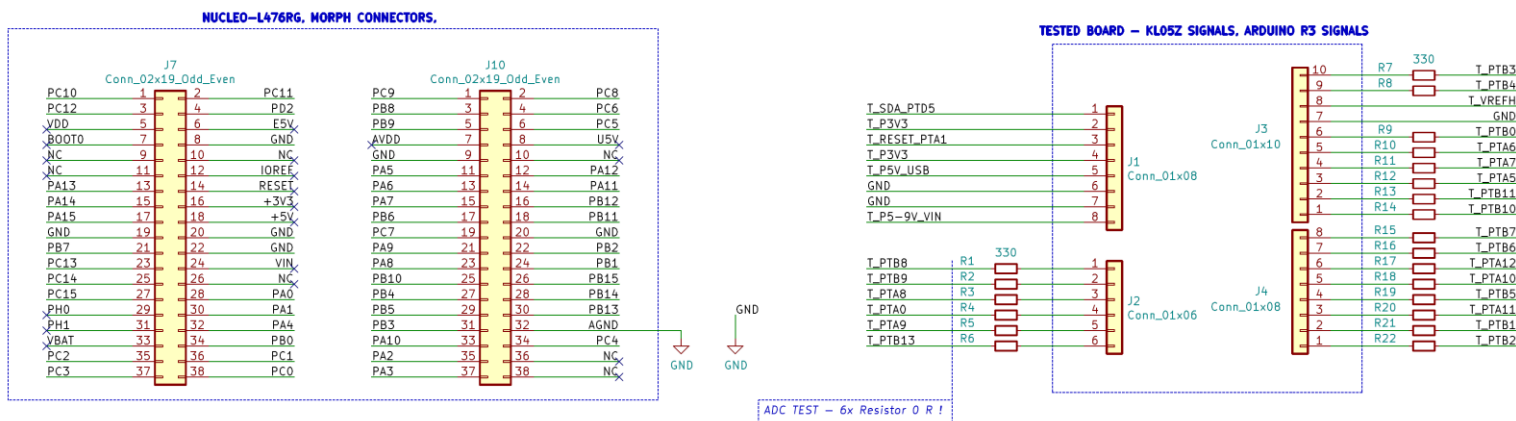 NUCLEO-L476RG, MORPH CONNECTORS,
J7
Conn_02x19_Odd_Even
PC10 1 2 PC11
PC12 3 4 PD2
VDD 5 6 E5V
BOOT0 7 8 GND
NC 9 10 NC
NC 11 12 IOREF
PA13 13 14 RESET
PA14 15 16 +3V3
PA15 17 18 +5V
GND 19 20 GND
PB7 21 22 GND
PC13 23 24 VIN
PC14 25 26 NC
PC15 27 28 PA0
PH0 29 30 PA1
PH1 31 32 PA4
VBAT 33 34 PB0
PC2 35 36 PC1
PC3 37 38 PC0
J10
Conn_02x19_Odd_Even
PC9 1 2 PC8
PB8 3 4 PC6
PB9 5 6 PC5
AVDD 7 8 U5V
GND 9 10 NC
PA5 11 12 PA12
PA6 13 14 PA11
PA7 15 16 PB12
PB6 17 18 PB11
PC7 19 20 GND
PA9 21 22 PB2
PA8 23 24 PB1
PB10 25 26 PB15
PB4 27 28 PB14
PB5 29 30 PB13
PB3 31 32 AGND
PA10 33 34 PC4
PA2 35 36 NC
PA3 37 38 NC
GND
GND
GND
TESTED BOARD - KL05Z SIGNALS, ARDUINO R3 SIGNALS
T_SDA_PTD5 1
T_P3V3 2
T_RESET_PTA1 3
T_P3V3 4
T_P5V_USB 5
GND 6
GND 7
T_P5-9V_VIN 8
J1
Conn_01x08
330
T_PTB8 R1 1
T_PTB9 R2 2
T_PTA8 R3 3
T_PTA0 R4 4
T_PTA9 R5 5
T_PTB13 R6 6
J2
Conn_01x06
ADC TEST - 6x Resistor 0 R !
J3
Conn_01x10
330
10 R7 T_PTB3
9 R8 T_PTB4
8 T_VREFH
7 GND
6 R9 T_PTB0
5 R10 T_PTA6
4 R11 T_PTA7
3 R12 T_PTA5
2 R13 T_PTB11
1 R14 T_PTB10
J4
Conn_01x08
8 R15 T_PTB7
7 R16 T_PTB6
6 R17 T_PTA12
5 R18 T_PTA10
4 R19 T_PTB5
3 R20 T_PTA11
2 R21 T_PTB1
1 R22 T_PTB2